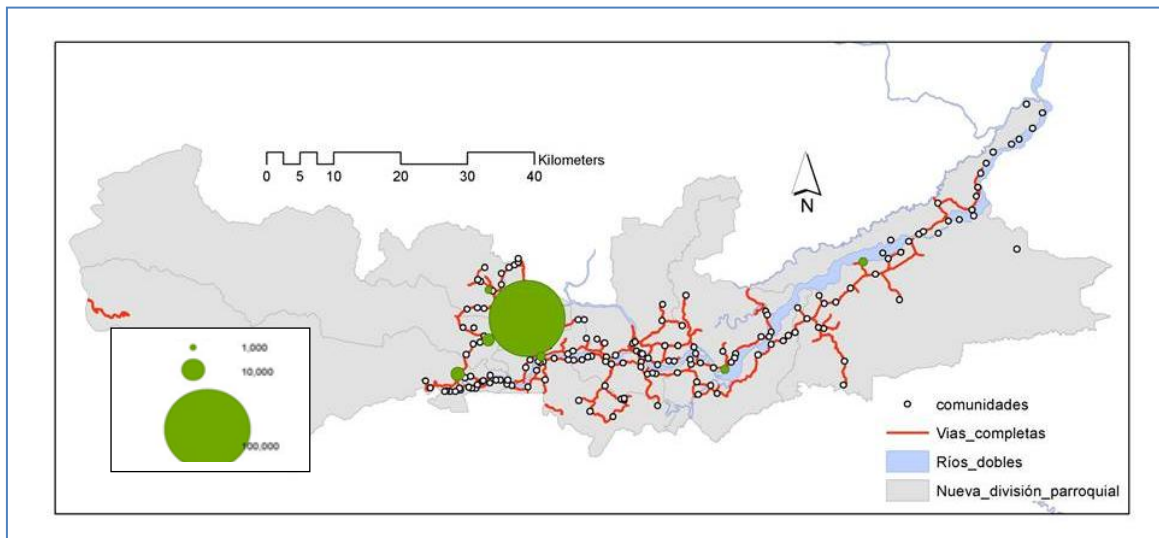 Kilometers
0 5 10 20 30 40
N
1,000
10,000
100,000
comunidades
Vias_completas
Ríos_dobles
Nueva_división_parroquial